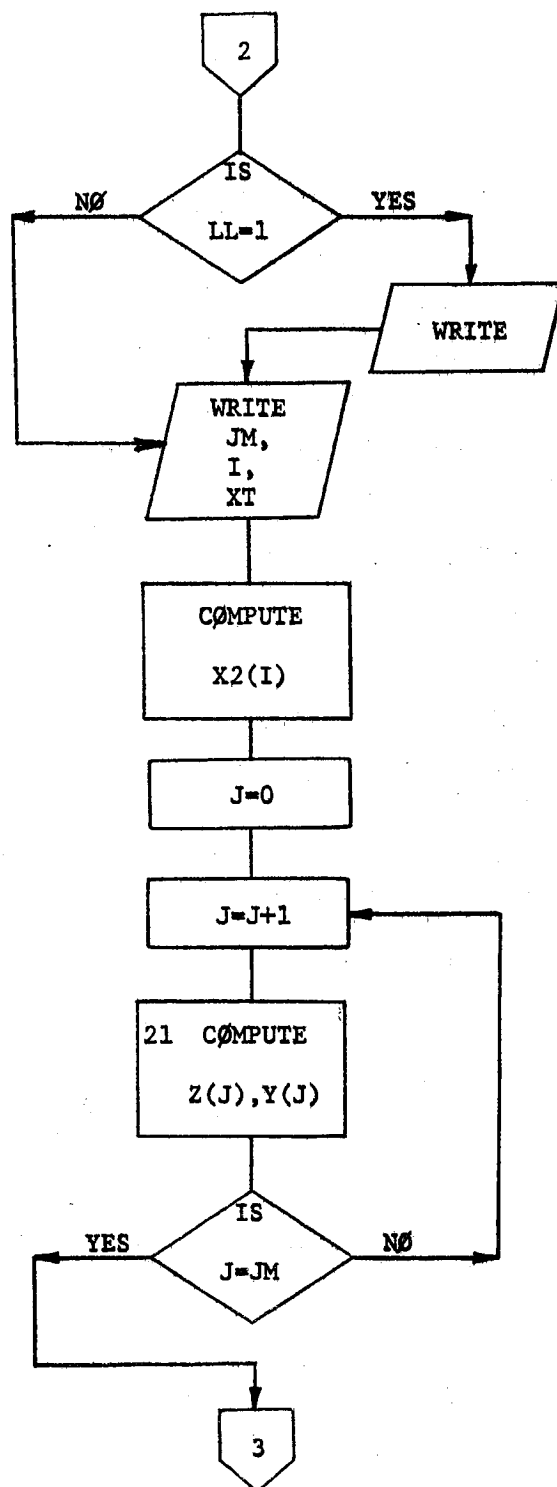 2
IS
NØ
YES
LL=1
WRITE
WRITE
JM,
I,
XT
CØMPUTE
X2(I)
J=0
J=J+1
21 CØMPUTE
Z(J),Y(J)
IS
YES
NØ
J=JM
3